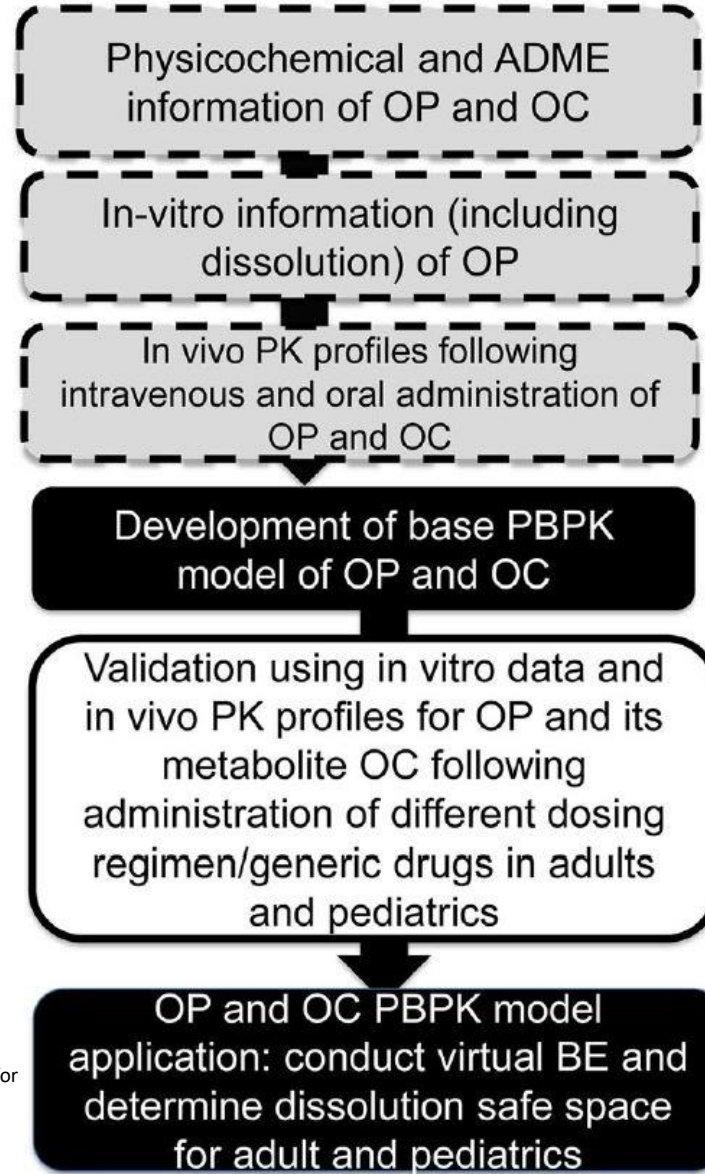 Physicochemical and ADME
information of OP and OC
In-vitro information (including
dissolution) of OP
In vivo PK profiles following
intravenous and oral administration of
OP and OC
Development of base PBPK
model of OP and OC
Validation using in vitro data and
in vivo PK profiles for OP and its
metabolite OC following
administration of different dosing
regimen/generic drugs in adults
and pediatrics
OP and OC PBPK model
application: conduct virtual BE and
determine dissolution safe space
for adult and pediatrics